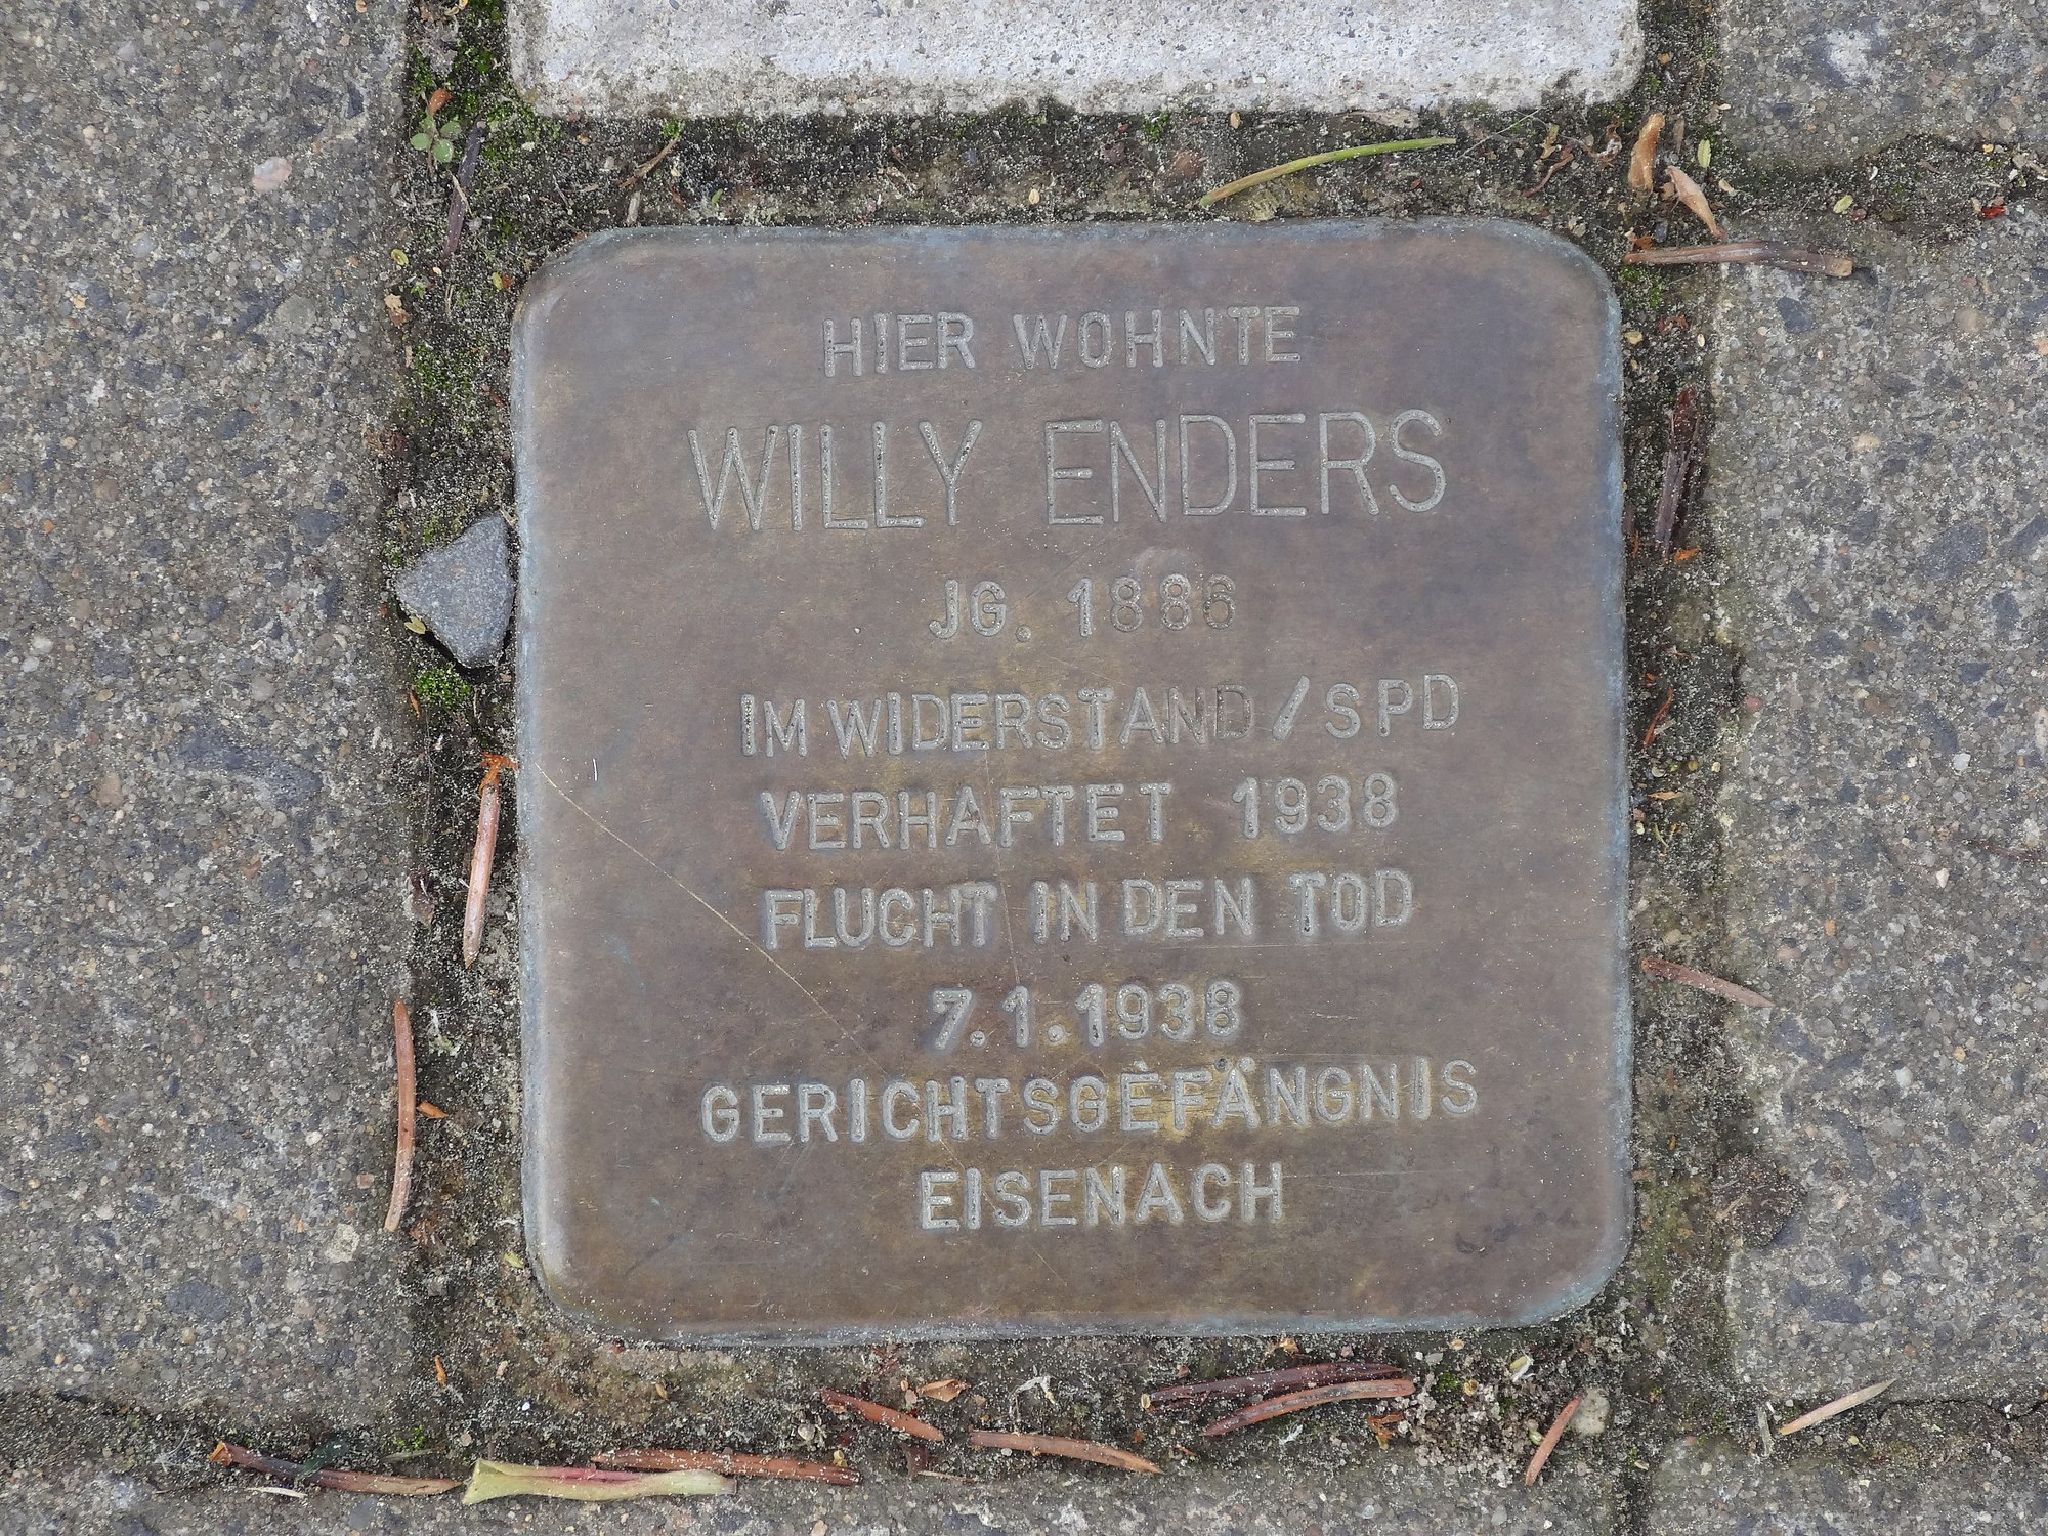 HIER WOHNTE
WILLY ENDERS
JG. 1886
IM WIDERSTAND/SPD
VERHAFTET 1938
FLUCHT IN DEN TOD
7.1.1938
GERICHTSGEFÄNGNIS
EISENACH